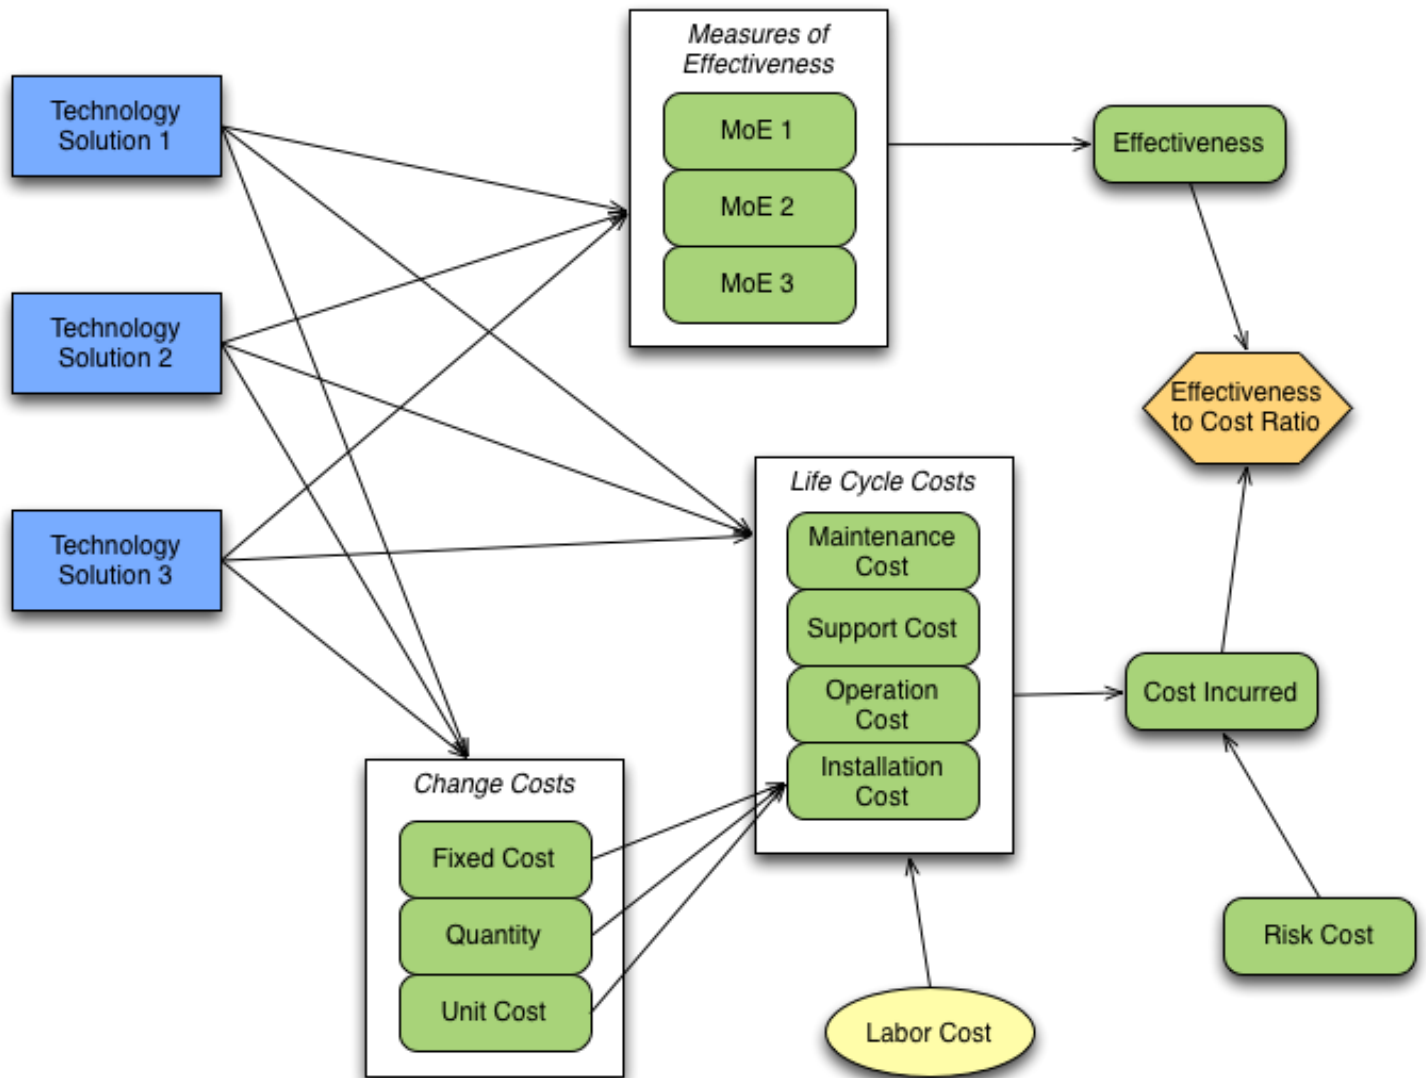 Measures of
Effectiveness
MoE 1
MoE 2
MoE 3
Technology
Solution 1
Technology
Solution 2
Technology
Solution 3
Effectiveness
Effectiveness
to Cost Ratio
Life Cycle Costs
Maintenance
Cost
Support Cost
Operation
Cost
Installation
Cost
Cost Incurred
Change Costs
Fixed Cost
Quantity
Unit Cost
Risk Cost
Labor Cost